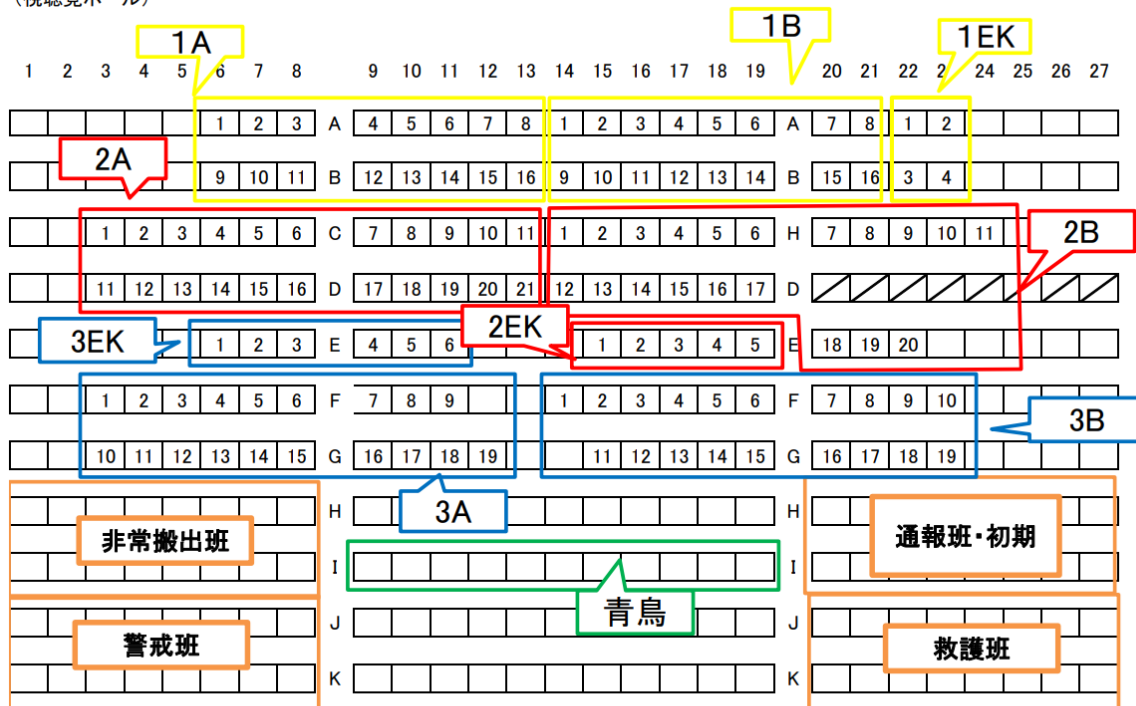 （視聴覚ホール）
1A 1B 1EK
1 2 3 4 5 6 7 8 9 10 11 12 13 14 15 16 17 18 19 20 21 22 24 25 26 27
1 2 3 A 4 5 6 7 8 1 2 3 4 5 6 A 7 8 1 2
2A
9 10 11 B 12 13 14 15 16 9 10 11 12 13 14 B 15 16 3 4
1 2 3 4 5 6 C 7 8 9 10 11 1 2 3 4 5 6 H 7 8 9 10 11
2B
11 12 13 14 15 16 D 17 18 19 20 21 12 13 14 15 16 17 D
3EK 2EK
1 2 3 E 4 5 6 1 2 3 4 5 E 18 19 20
1 2 3 4 5 6 F 7 8 9 1 2 3 4 5 6 F 7 8 9 10
3B
10 11 12 13 14 15 G 16 17 18 19 11 12 13 14 15 G 16 17 18 19
H 3A H
非常搬出班 通報班・初期
I I
青鳥
J J
警戒班 救護班
K K